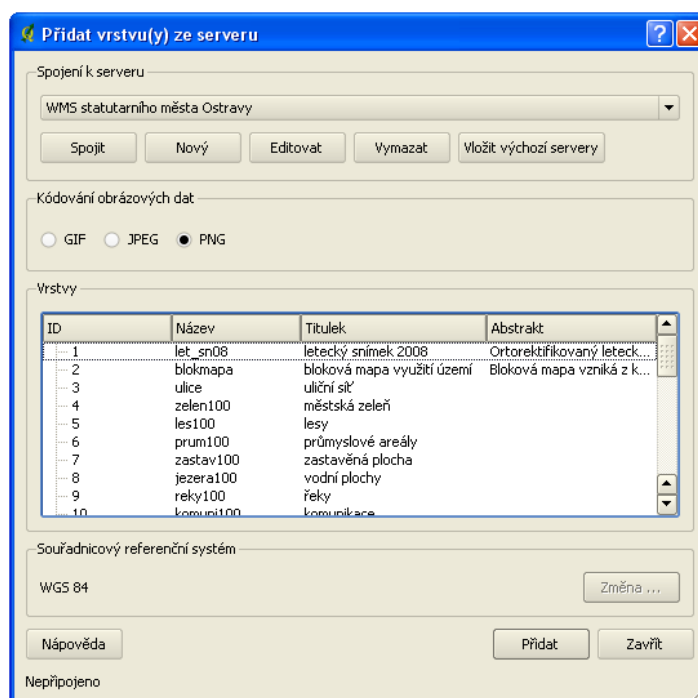 Přidat vrstvu(y) ze serveru
Spojení k serveru
WMS statutarního města Ostravy
Spojit Nový Editovat Vymazat Vložit výchozí servery
Kódování obrázových dat
GIF JPEG PNG
Vrstvy
ID Název Titulek Abstrakt
1 let_sn08 letecký snímek 2008 Ortorektifikovaný leteck...
2 blokmapa bloková mapa využití území Bloková mapa vzniká z k...
3 ulice uliční síť
4 zelen100 městská zeleň
5 les100 lesy
6 prum100 průmyslové areály
7 zastav100 zastavěná plocha
8 jezera100 vodní plochy
9 reky100 řeky
10 komuni100 komunikace
Souřadnicový referenční systém
WGS 84 Změna ...
Nápověda Přidat Zavřít
Nepřipojeno